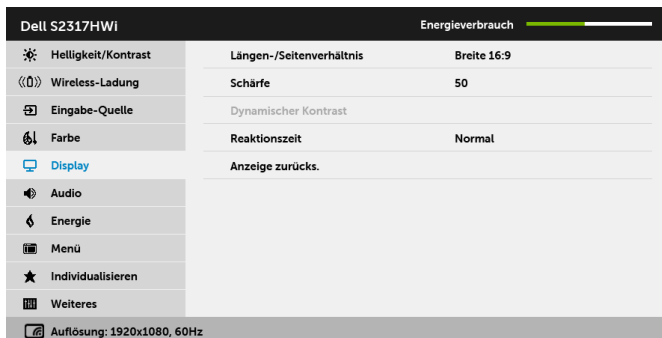 Dell S2317HWi Energieverbrauch
Helligkeit/Kontrast Längen-/Seitenverhältnis Breite 16:9
Wireless-Ladung Schärfe 50
Eingabe-Quelle Dynamischer Kontrast
Farbe Reaktionszeit Normal
Display Anzeige zurücks.
Audio
Energie
Menü
Individualisieren
Weiteres
Auflösung: 1920x1080, 60Hz